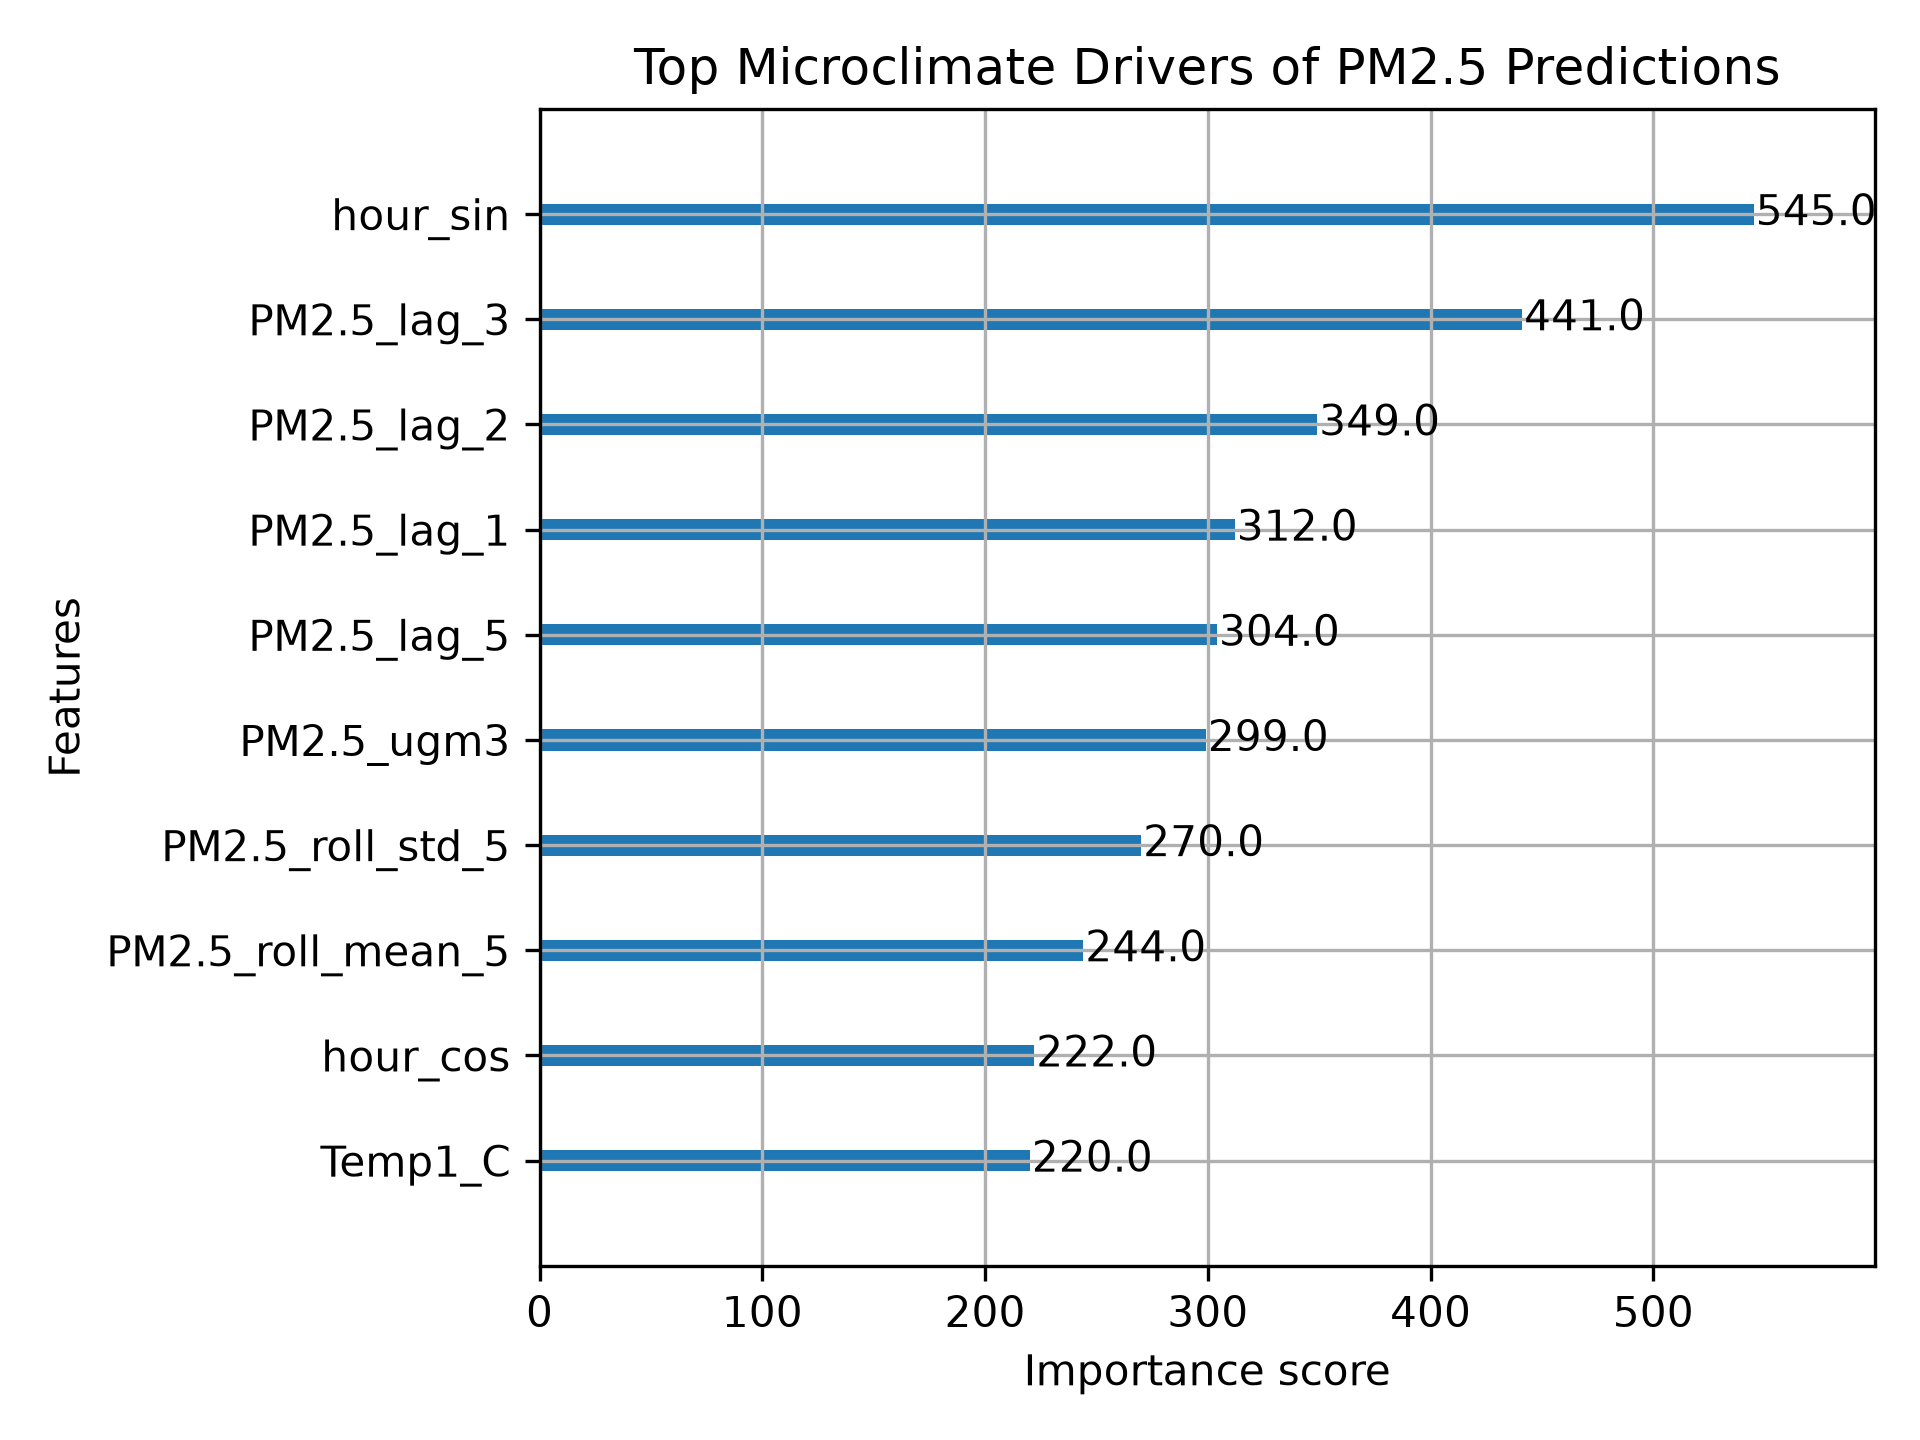 Top Microclimate Drivers of PM2.5 Predictions
Features
hour_sin 545.0
PM2.5_lag_3 441.0
PM2.5_lag_2 349.0
PM2.5_lag_1 312.0
PM2.5_lag_5 304.0
PM2.5_ugm3 299.0
PM2.5_roll_std_5 270.0
PM2.5_roll_mean_5 244.0
hour_cos 222.0
Temp1_C 220.0
0 100 200 300 400 500
Importance score